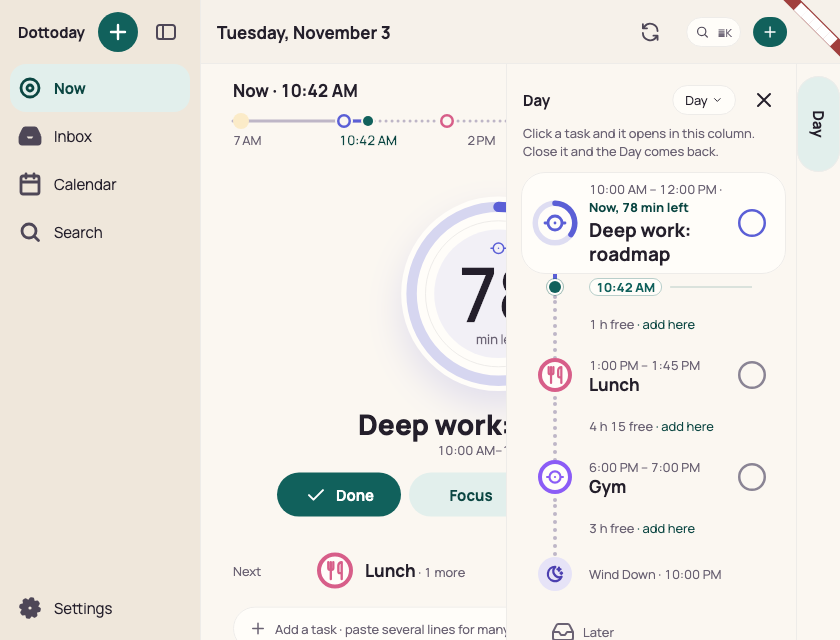 Dottoday
Now
Inbox
Calendar
Search
Settings
Tuesday, November 3
K
Now · 10:42 AM
7 AM
10:42 AM
2 PM
78
min le
Deep work:
10:00 AM–
Done
Focus
Next
Lunch · 1 more
Add a task · paste several lines for many
Day
Day
Click a task and it opens in this column.
Close it and the Day comes back.
10:00 AM – 12:00 PM ·
Now, 78 min left
Deep work:
roadmap
10:42 AM
1 h free · add here
1:00 PM – 1:45 PM
Lunch
4 h 15 free · add here
6:00 PM – 7:00 PM
Gym
3 h free · add here
Wind Down · 10:00 PM
Later
Day